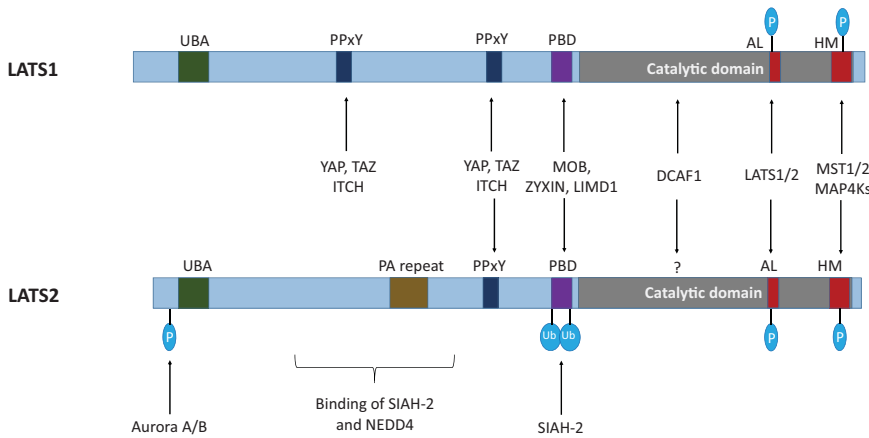 P P
UBA PPxY PPxY PBD AL HM
LATS1 Catalytic domain
YAP, TAZ YAP, TAZ MOB, DCAF1 LATS1/2 MST1/2
ITCH ITCH ZYXIN, LIMD1 MAP4Ks
UBA PA repeat PPxY PBD ? AL HM
LATS2 Catalytic domain
P Ub Ub P P
Binding of SIAH-2
and NEDD4
Aurora A/B SIAH-2